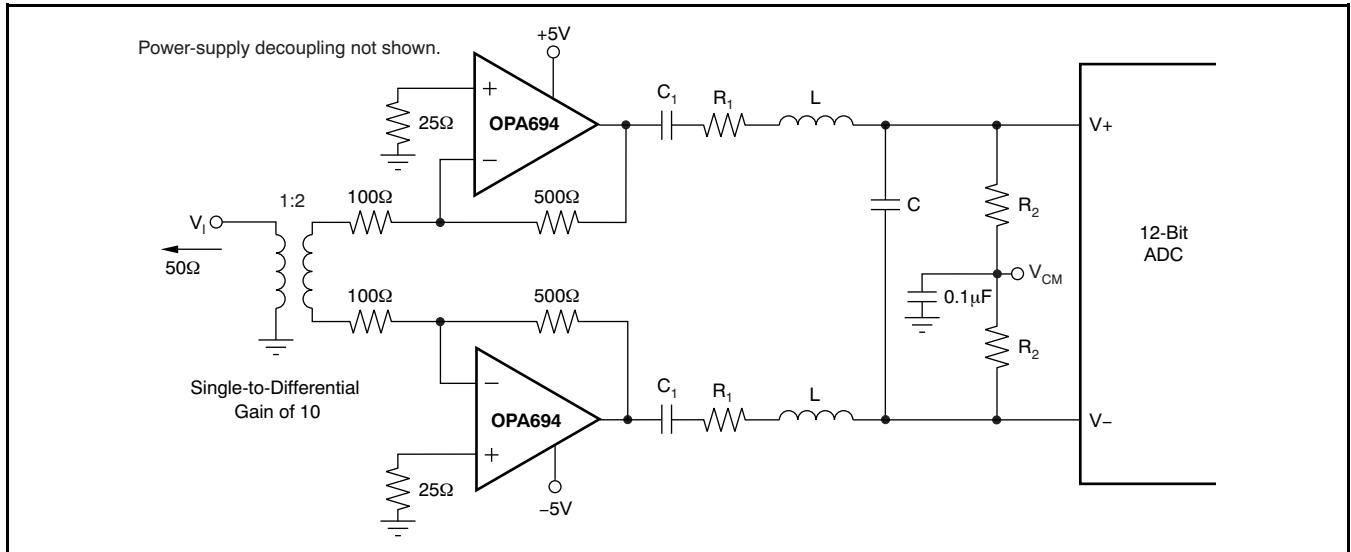 Power-supply decoupling not shown.
+5V
+
25Ω
OPA694
−
C₁
R₁
L
V+
1:2
100Ω
500Ω
Vᵢ
50Ω
C
R₂
12-Bit
ADC
V_CM
0.1µF
100Ω
500Ω
R₂
Single-to-Differential
Gain of 10
−
OPA694
+
C₁
R₁
L
V−
25Ω
−5V